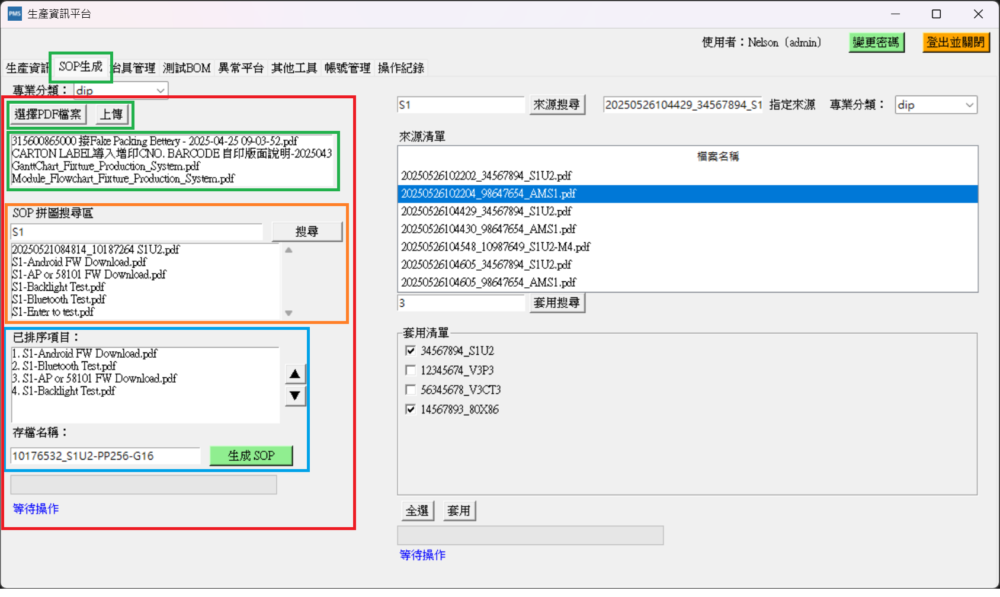 PMS 生產資訊平台
使用者：Nelson（admin）
變更密碼
登出並關閉
生產資訊
SOP生成
治具管理
測試BOM
異常平台
其他工具
帳號管理
操作紀錄
專業分類：
dip
選擇PDF檔案
上傳
315600865000 接Fake Packing Bettery - 2025-04-25 09-03-52.pdf
CARTON LABEL導入增印CNO. BARCODE 自印版面說明-2025043
GanttChart_Fixture_Production_System.pdf
Module_Flowchart_Fixture_Production_System.pdf
SOP 拼圖搜尋區
S1
搜尋
20250521084814_10187264 S1U2.pdf
S1-Android FW Download.pdf
S1-AP or 58101 FW Download.pdf
S1-Backlight Test.pdf
S1-Bluetooth Test.pdf
S1-Enter to test.pdf
已排序項目：
1. S1-Android FW Download.pdf
2. S1-Bluetooth Test.pdf
3. S1-AP or 58101 FW Download.pdf
4. S1-Backlight Test.pdf
▲
▼
存檔名稱：
10176532_S1U2-PP256-G16
生成 SOP
等待操作
S1
來源搜尋
20250526104429_34567894_S1
指定來源
專業分類：
dip
來源清單
檔案名稱
20250526102202_34567894_S1U2.pdf
20250526102204_98647654_AMS1.pdf
20250526104429_34567894_S1U2.pdf
20250526104430_98647654_AMS1.pdf
20250526104548_10987649_S1U2-M4.pdf
20250526104605_34567894_S1U2.pdf
20250526104605_98647654_AMS1.pdf
3
套用搜尋
套用清單
34567894_S1U2
12345674_V3P3
56345678_V3CT3
14567893_80X86
全選
套用
等待操作